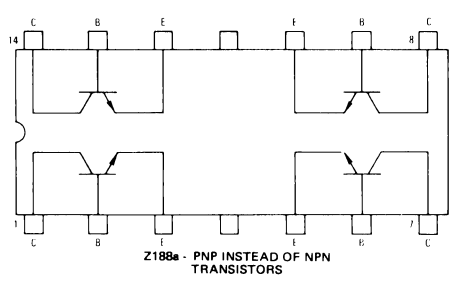 C B E E B C
14 8
1 7
C B E E B C
Z188a - PNP INSTEAD OF NPN
TRANSISTORS